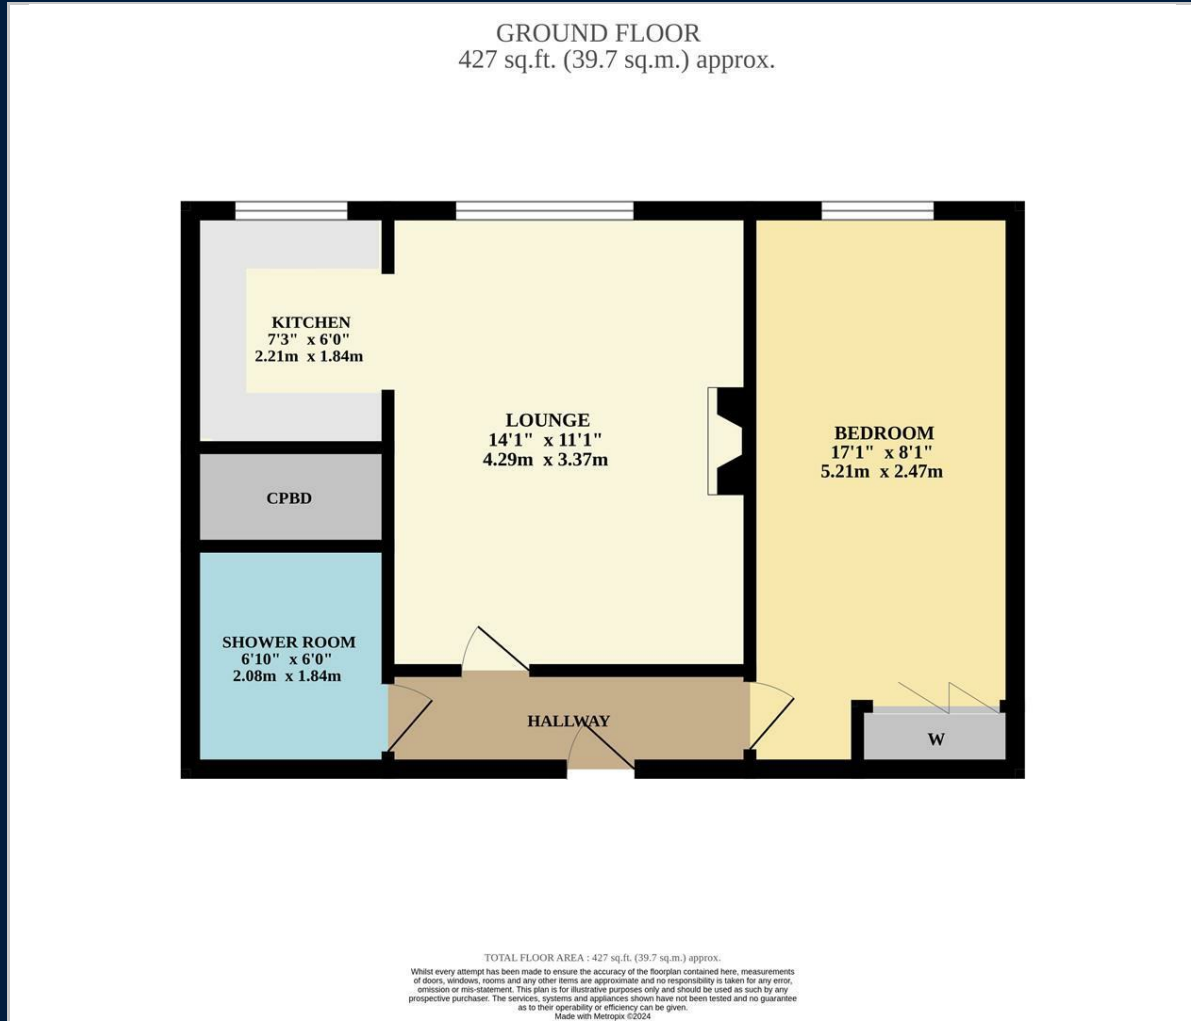 GROUND FLOOR
427 sq.ft. (39.7 sq.m.) approx.
KITCHEN
7'3" x 6'0"
2.21m x 1.84m
LOUNGE
14'1" x 11'1"
4.29m x 3.37m
BEDROOM
17'1" x 8'1"
5.21m x 2.47m
CPBD
SHOWER ROOM
6'10" x 6'0"
2.08m x 1.84m
HALLWAY
W
TOTAL FLOOR AREA : 427 sq.ft. (39.7 sq.m.) approx.
Whilst every attempt has been made to ensure the accuracy of the floorplan contained here, measurements
of doors, windows, rooms and any other items are approximate and no responsibility is taken for any error,
omission or mis-statement. This plan is for illustrative purposes only and should be used as such by any
prospective purchaser. The services, systems and appliances shown have not been tested and no guarantee
as to their operability or efficiency can be given.
Made with Metropix ©2024